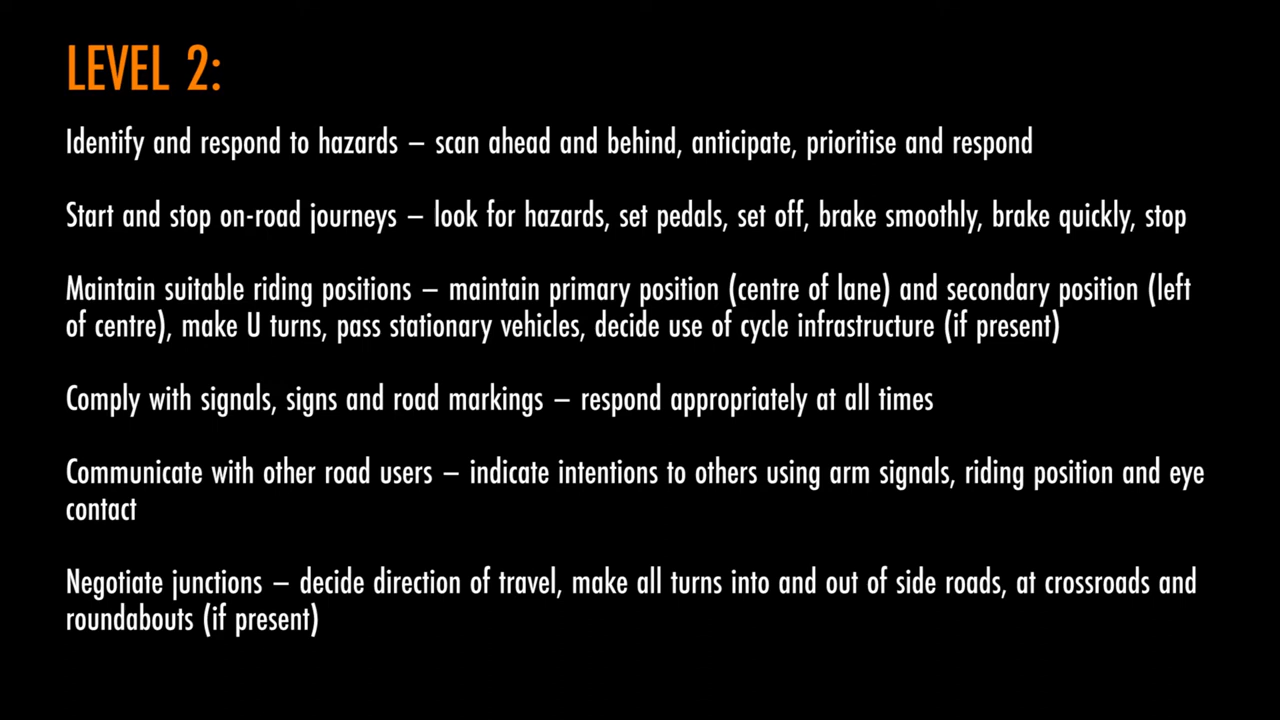 LEVEL 2:
Identify and respond to hazards – scan ahead and behind, anticipate, prioritise and respond
Start and stop on-road journeys – look for hazards, set pedals, set off, brake smoothly, brake quickly, stop
Maintain suitable riding positions – maintain primary position (centre of lane) and secondary position (left
of centre), make U turns, pass stationary vehicles, decide use of cycle infrastructure (if present)
Comply with signals, signs and road markings – respond appropriately at all times
Communicate with other road users – indicate intentions to others using arm signals, riding position and eye
contact
Negotiate junctions – decide direction of travel, make all turns into and out of side roads, at crossroads and
roundabouts (if present)